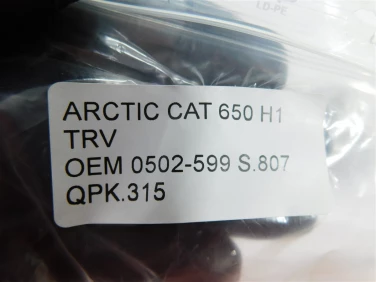 ARCTIC CAT 650 H1
TRV
OEM 0502-599 S.807
QPK.315